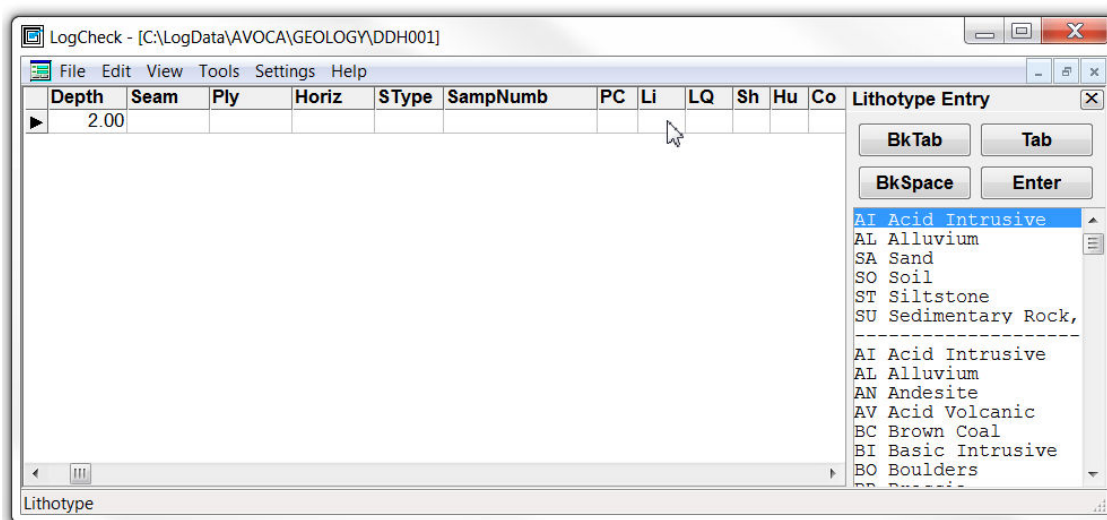 LogCheck - [C:\LogData\AVOCA\GEOLOGY\DDH001]
File Edit View Tools Settings Help
Depth Seam Ply Horiz SType SampNumb PC Li LQ Sh Hu Co
2.00
Lithotype Entry
BkTab Tab
BkSpace Enter
AI Acid Intrusive
AL Alluvium
SA Sand
SO Soil
ST Siltstone
SU Sedimentary Rock,
--------------------
AI Acid Intrusive
AL Alluvium
AN Andesite
AV Acid Volcanic
BC Brown Coal
BI Basic Intrusive
BO Boulders
Lithotype